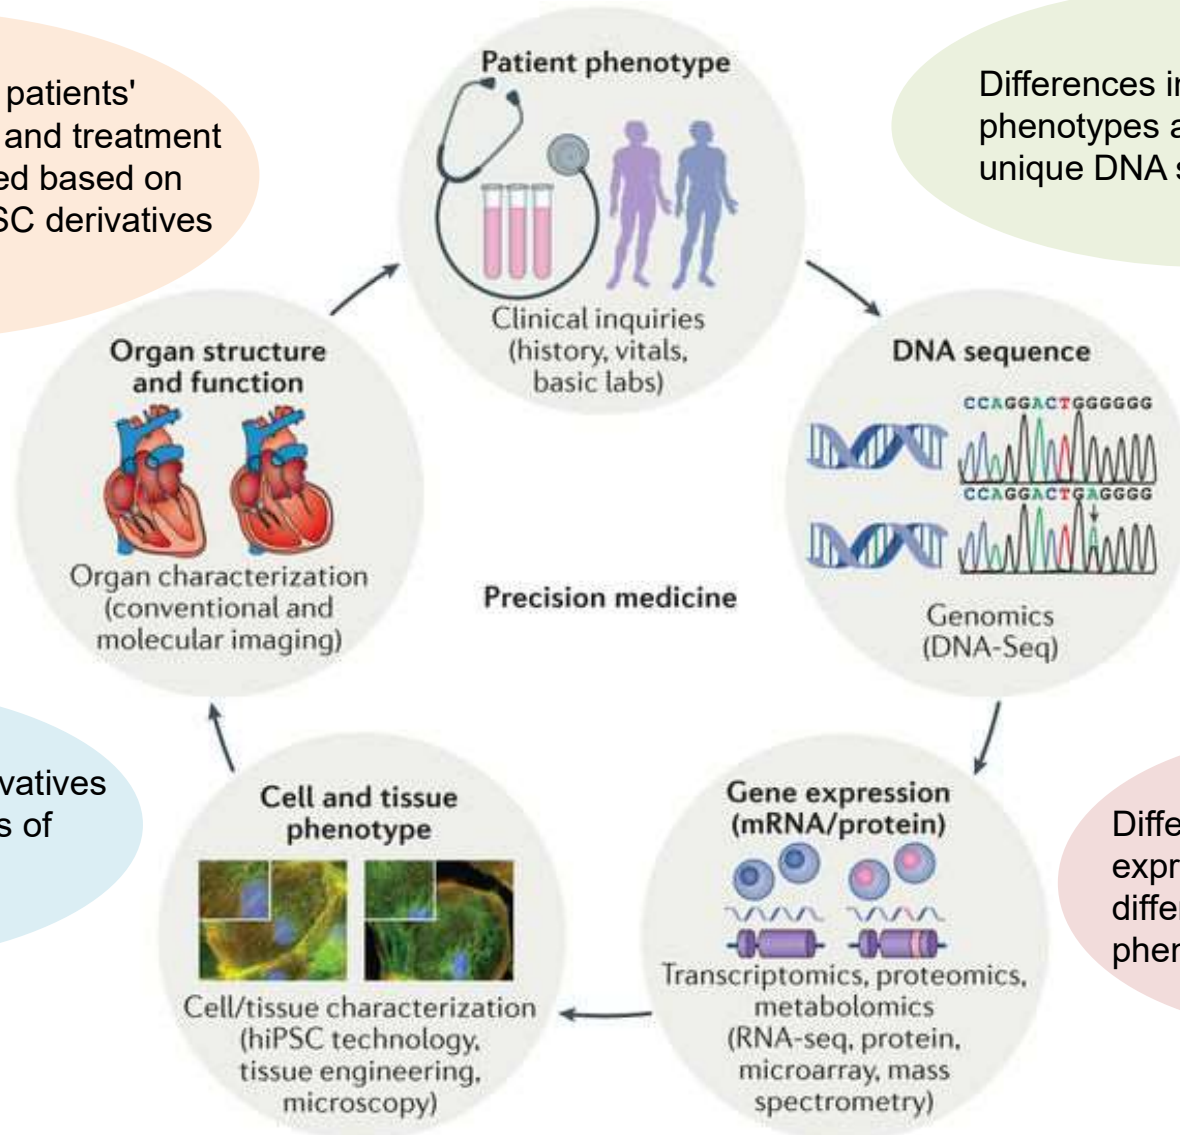 patients'
and treatment
ed based on
SC derivatives
Patient phenotype
Clinical inquiries
(history, vitals,
basic labs)
Differences in
phenotypes a
unique DNA s
Organ structure
and function
Organ characterization
(conventional and
molecular imaging)
DNA sequence
CCAGGACTGGGGGG
CCAGGACTGAGGGG
Genomics
(DNA-Seq)
Precision medicine
vatives
s of
Cell and tissue
phenotype
Cell/tissue characterization
(hiPSC technology,
tissue engineering,
microscopy)
Gene expression
(mRNA/protein)
Transcriptomics, proteomics,
metabolomics
(RNA-seq, protein,
microarray, mass
spectrometry)
Diffe
expr
differ
phen